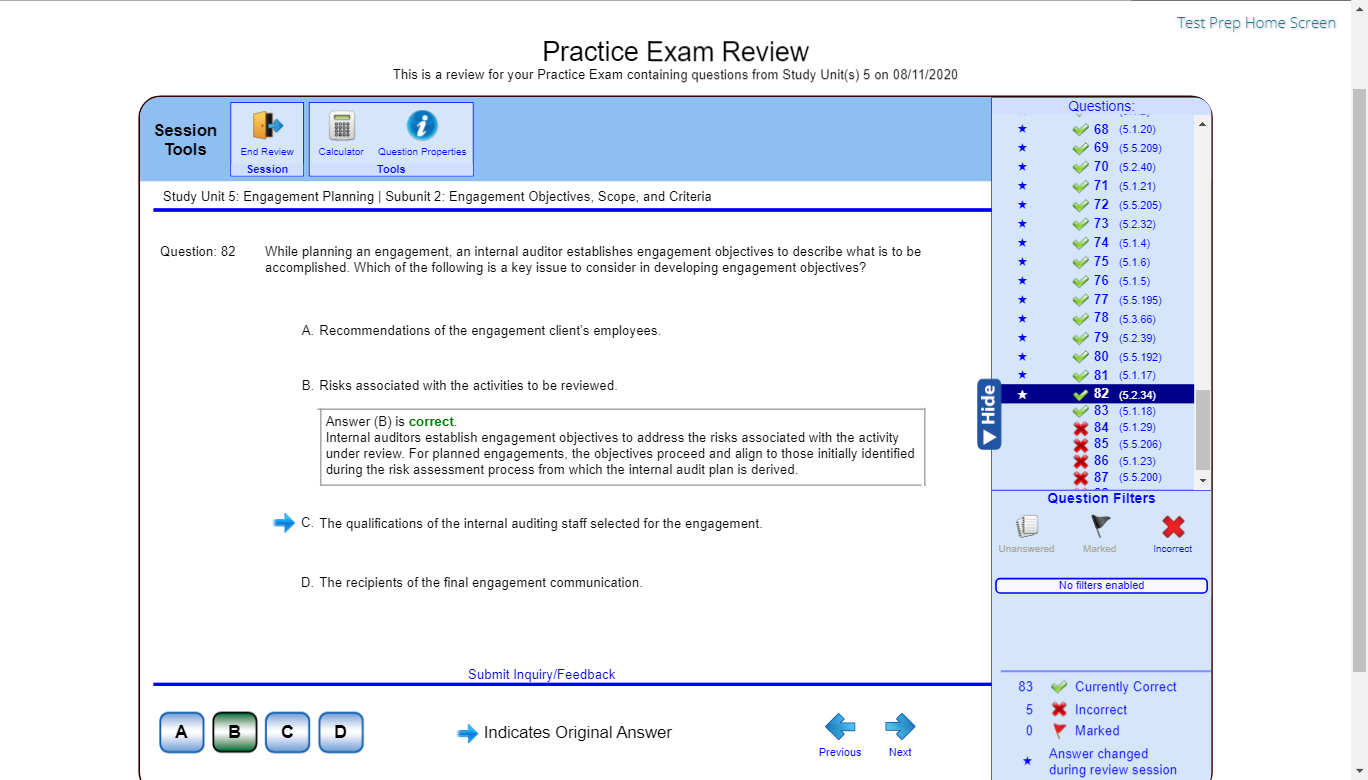 Test Prep Home Screen
Practice Exam Review
This is a review for your Practice Exam containing questions from Study Unit(s) 5 on 08/11/2020
Session
Tools
End Review
Session
Calculator
Question Properties
Tools
Study Unit 5: Engagement Planning | Subunit 2: Engagement Objectives, Scope, and Criteria
Question: 82
While planning an engagement, an internal auditor establishes engagement objectives to describe what is to be
accomplished. Which of the following is a key issue to consider in developing engagement objectives?
A. Recommendations of the engagement client's employees.
B. Risks associated with the activities to be reviewed.
Answer (B) is correct.
Internal auditors establish engagement objectives to address the risks associated with the activity
under review. For planned engagements, the objectives proceed and align to those initially identified
during the risk assessment process from which the internal audit plan is derived.
C. The qualifications of the internal auditing staff selected for the engagement.
D. The recipients of the final engagement communication.
Submit Inquiry/Feedback
A B C D
Indicates Original Answer
Previous
Next
Questions:
68 (5.1.20)
69 (5.5.209)
70 (5.2.40)
71 (5.1.21)
72 (5.5.205)
73 (5.2.32)
74 (5.1.4)
75 (5.1.6)
76 (5.1.5)
77 (5.5.195)
78 (5.3.66)
79 (5.2.39)
80 (5.5.192)
81 (5.1.17)
82 (5.2.34)
83 (5.1.18)
84 (5.1.29)
85 (5.5.206)
86 (5.1.23)
87 (5.5.200)
Hide
Question Filters
Unanswered
Marked
Incorrect
No filters enabled
83 Currently Correct
5 Incorrect
0 Marked
Answer changed
during review session